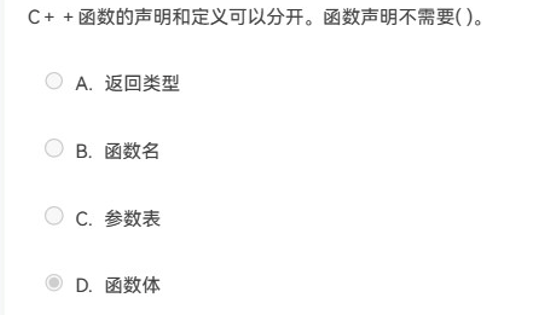 C+ +函数的声明和定义可以分开。函数声明不需要( )。
A. 返回类型
B. 函数名
C. 参数表
D. 函数体